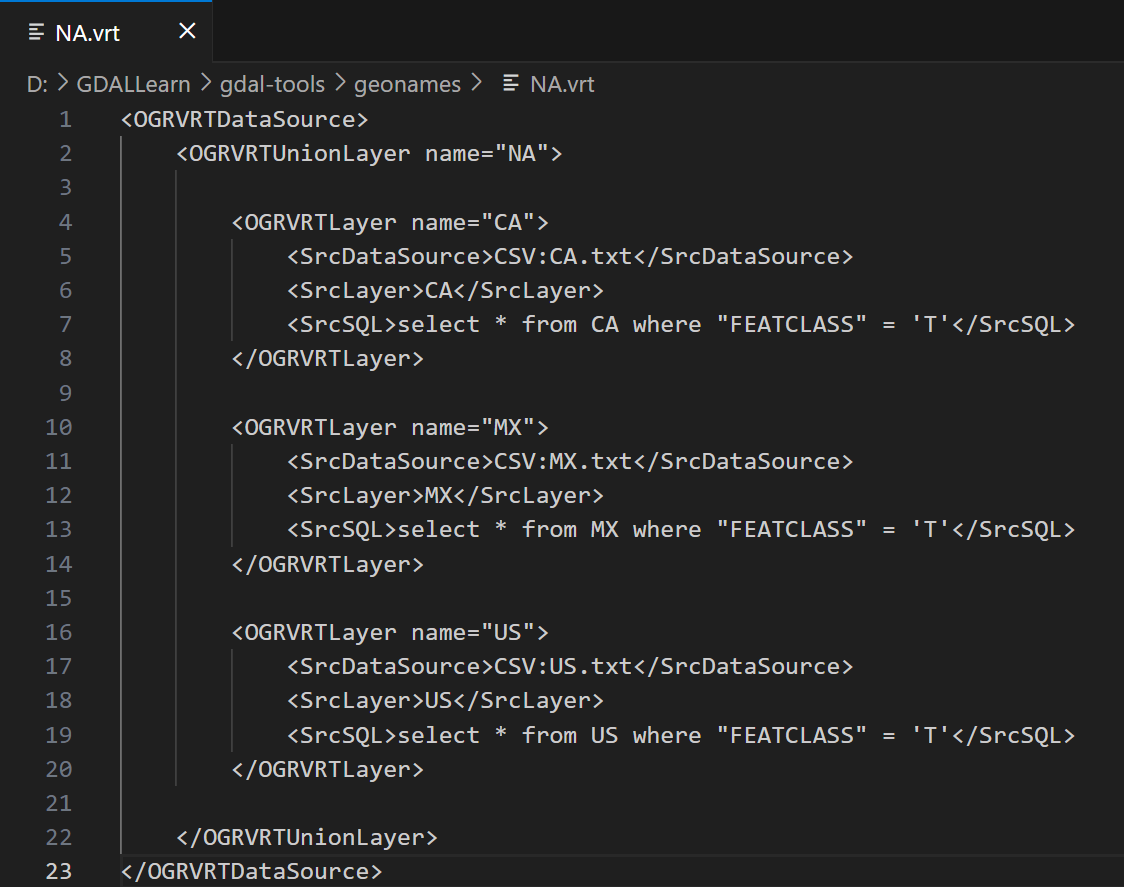 NA.vrt
D: > GDALLearn > gdal-tools > geonames > NA.vrt
1 <OGRVRTDataSource>
2 <OGRVRTUnionLayer name="NA">
3
4 <OGRVRTLayer name="CA">
5 <SrcDataSource>CSV:CA.txt</SrcDataSource>
6 <SrcLayer>CA</SrcLayer>
7 <SrcSQL>select * from CA where "FEATCLASS" = 'T'</SrcSQL>
8 </OGRVRTLayer>
9
10 <OGRVRTLayer name="MX">
11 <SrcDataSource>CSV:MX.txt</SrcDataSource>
12 <SrcLayer>MX</SrcLayer>
13 <SrcSQL>select * from MX where "FEATCLASS" = 'T'</SrcSQL>
14 </OGRVRTLayer>
15
16 <OGRVRTLayer name="US">
17 <SrcDataSource>CSV:US.txt</SrcDataSource>
18 <SrcLayer>US</SrcLayer>
19 <SrcSQL>select * from US where "FEATCLASS" = 'T'</SrcSQL>
20 </OGRVRTLayer>
21
22 </OGRVRTUnionLayer>
23 </OGRVRTDataSource>